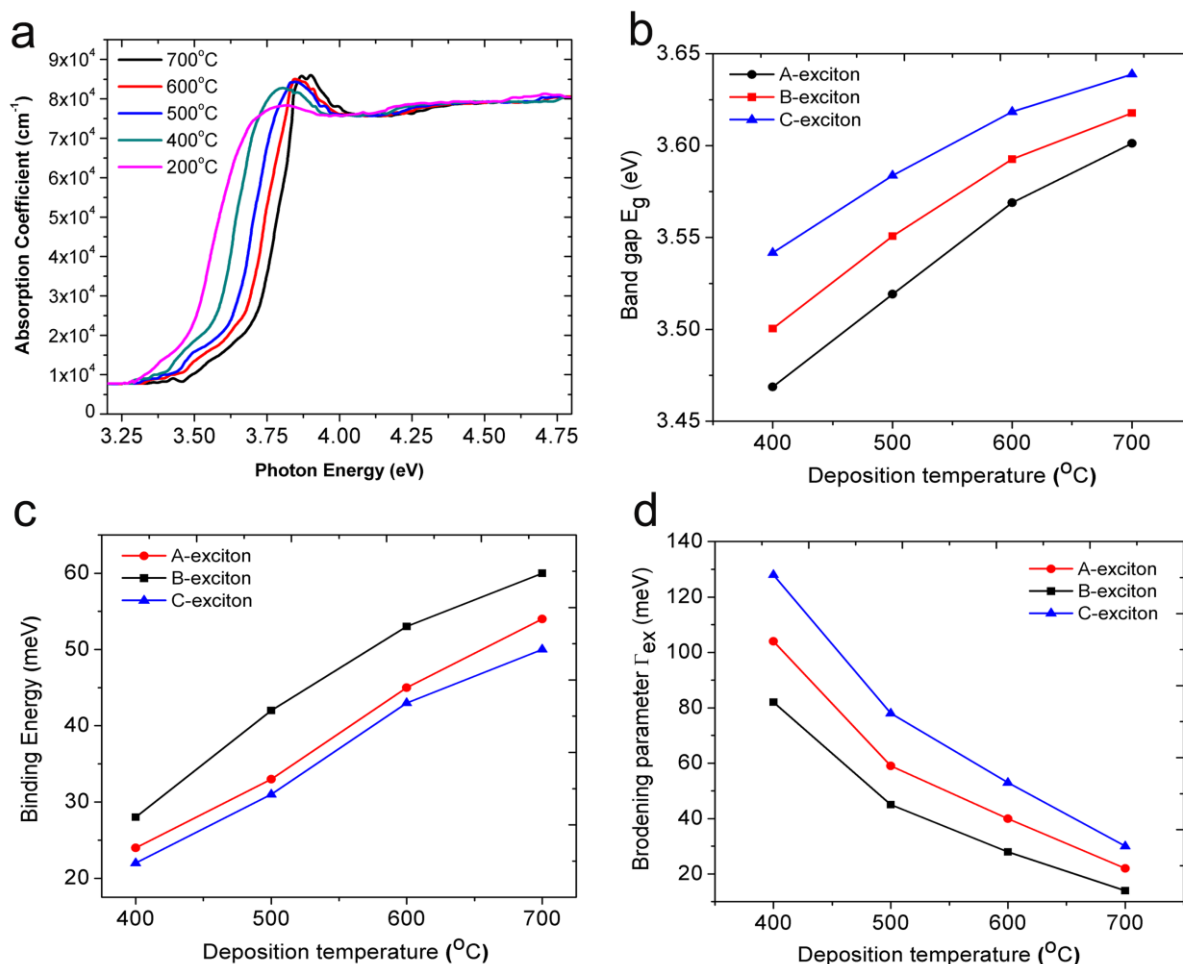 a
700°C
600°C
500°C
400°C
200°C
9x10⁴
8x10⁴
7x10⁴
6x10⁴
5x10⁴
4x10⁴
3x10⁴
2x10⁴
1x10⁴
0
Absorption Coefficient (cm⁻¹)
3.25 3.50 3.75 4.00 4.25 4.50 4.75
Photon Energy (eV)
b
A-exciton
B-exciton
C-exciton
3.65
3.60
3.55
3.50
3.45
Band gap E_g (eV)
400 500 600 700
Deposition temperature (°C)
c
A-exciton
B-exciton
C-exciton
60
50
40
30
20
Binding Energy (meV)
400 500 600 700
Deposition temperature (°C)
d
A-exciton
B-exciton
C-exciton
140
120
100
80
60
40
20
Brodening parameter Γ_ex (meV)
400 500 600 700
Deposition temperature (°C)